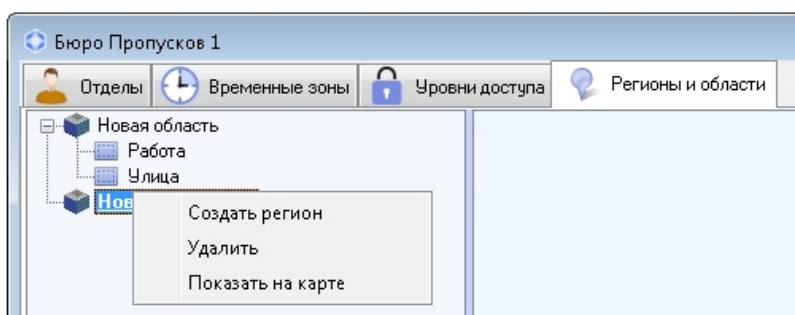 Бюро Пропусков 1
Отделы Временные зоны Уровни доступа Регионы и области
Новая область
Работа
Улица
Нов
Создать регион
Удалить
Показать на карте